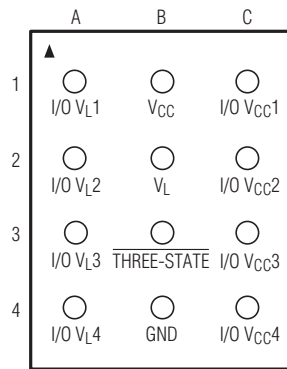 A B C
1
I/O VL1 VCC I/O VCC1
2
I/O VL2 VL I/O VCC2
3
I/O VL3 THREE-STATE I/O VCC3
4
I/O VL4 GND I/O VCC4